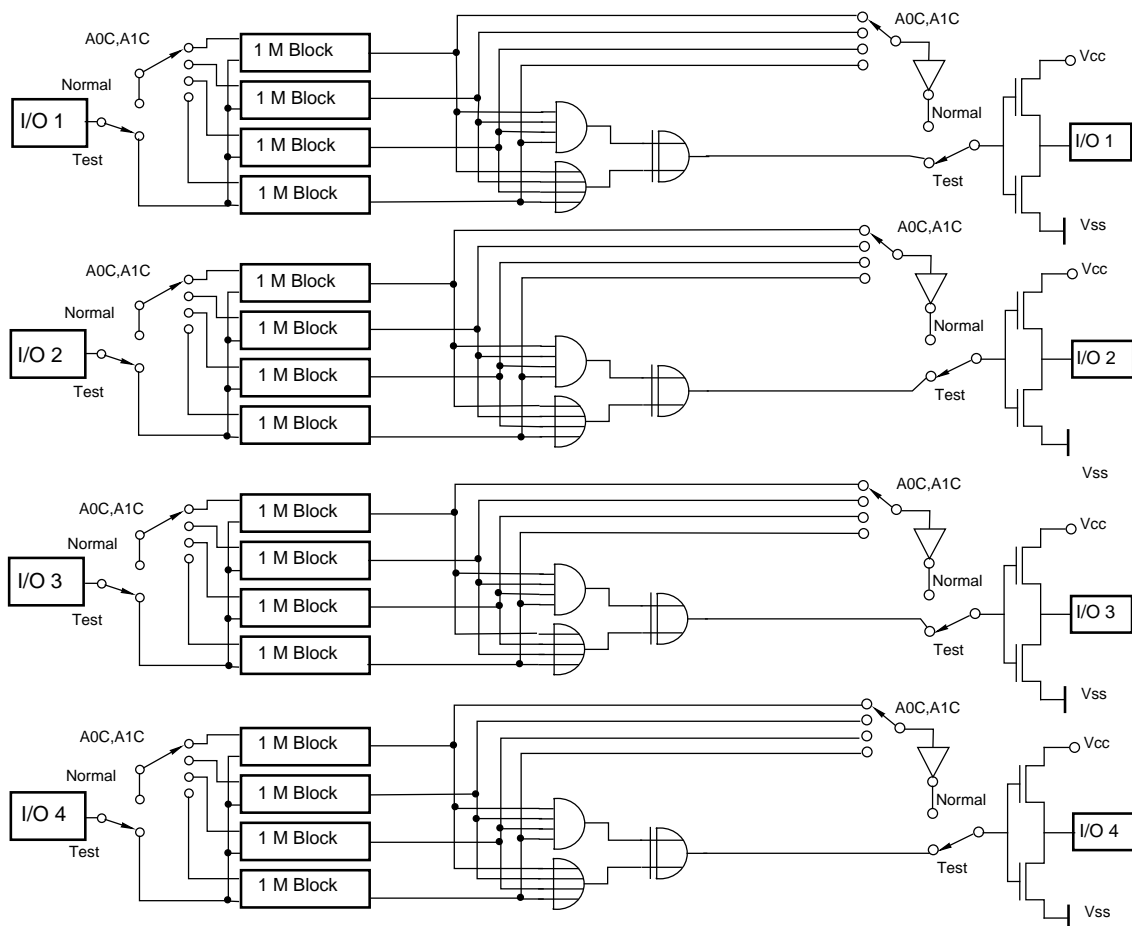 A0C,A1C
1 M Block
A0C,A1C
Vcc
Normal
1 M Block
Normal
I/O 1
1 M Block
I/O 1
Test
Test
1 M Block
Vss
A0C,A1C
1 M Block
A0C,A1C
Vcc
Normal
1 M Block
Normal
I/O 2
1 M Block
I/O 2
Test
Test
1 M Block
Vss
A0C,A1C
1 M Block
A0C,A1C
Vcc
Normal
1 M Block
Normal
I/O 3
1 M Block
I/O 3
Test
Test
1 M Block
Vss
A0C,A1C
1 M Block
A0C,A1C
Vcc
Normal
1 M Block
Normal
I/O 4
1 M Block
I/O 4
Test
Test
1 M Block
Vss